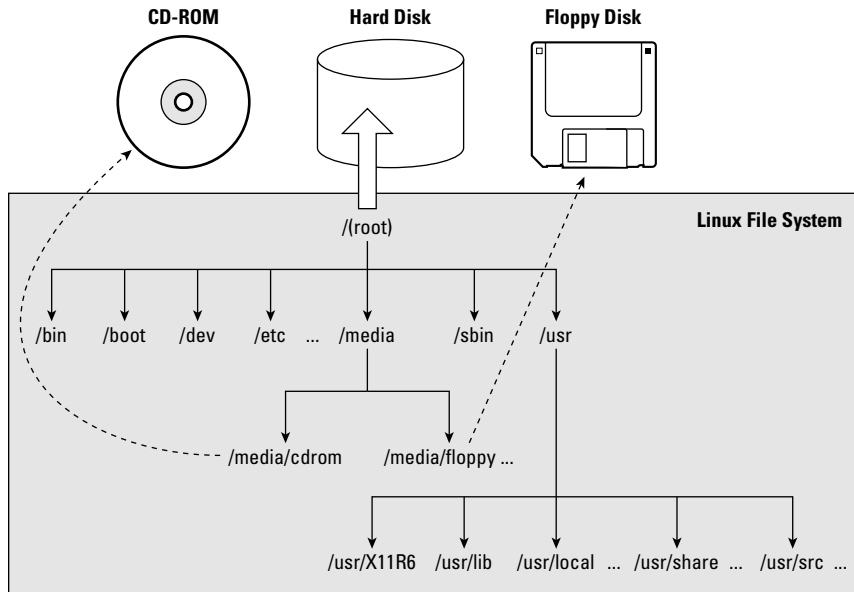 CD-ROM Hard Disk Floppy Disk
Linux File System
/(root)
/bin /boot /dev /etc ... /media /sbin /usr
/media/cdrom /media/floppy ...
/usr/X11R6 /usr/lib /usr/local ... /usr/share ... /usr/src ...